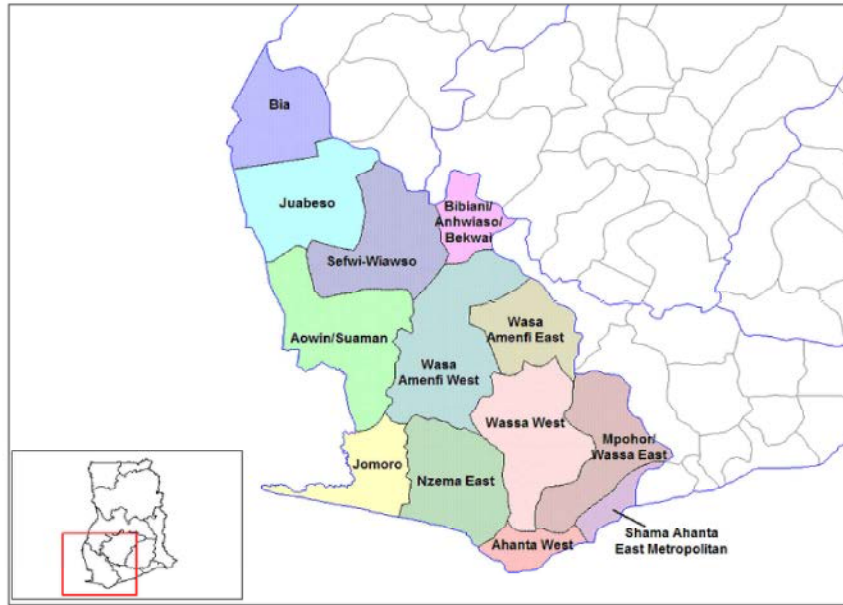 Bia
Juabeso
Bibiani/
Anhwiaso/
Bekwai
Sefwi-Wiawso
Aowin/Suaman
Wasa
Amenfi East
Wasa
Amenfi West
Wassa West
Mpohor/
Wassa East
Jomoro
Nzema East
Ahanta West
Shama Ahanta
East Metropolitan